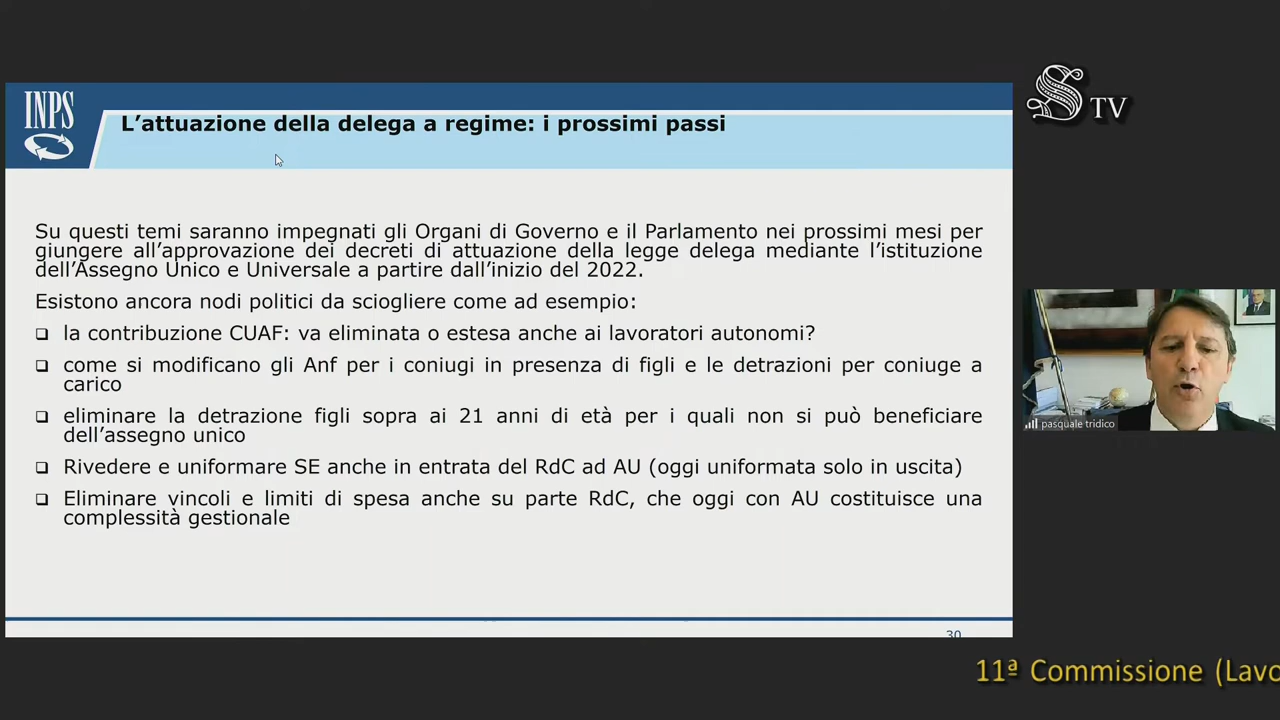 INPS
L'attuazione della delega a regime: i prossimi passi
S TV
Su questi temi saranno impegnati gli Organi di Governo e il Parlamento nei prossimi mesi per
giungere all'approvazione dei decreti di attuazione della legge delega mediante l'istituzione
dell'Assegno Unico e Universale a partire dall'inizio del 2022.
Esistono ancora nodi politici da sciogliere come ad esempio:
❑ la contribuzione CUAF: va eliminata o estesa anche ai lavoratori autonomi?
❑ come si modificano gli Anf per i coniugi in presenza di figli e le detrazioni per coniuge a
carico
❑ eliminare la detrazione figli sopra ai 21 anni di età per i quali non si può beneficiare
dell'assegno unico
❑ Rivedere e uniformare SE anche in entrata del RdC ad AU (oggi uniformata solo in uscita)
❑ Eliminare vincoli e limiti di spesa anche su parte RdC, che oggi con AU costituisce una
complessità gestionale
pasquale tridico
30
11ª Commissione (Lavo